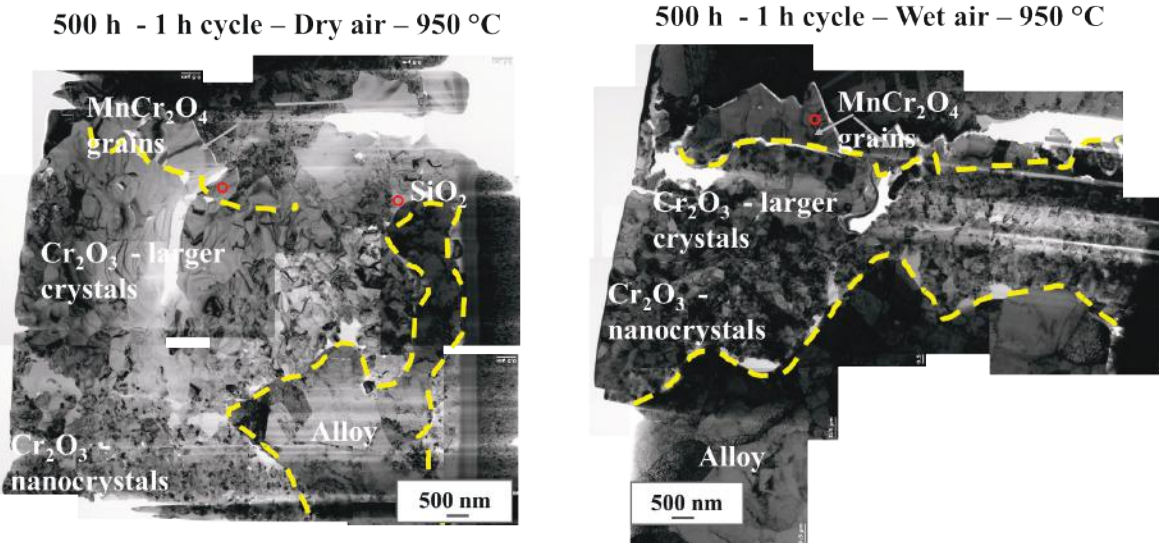 500 h - 1 h cycle – Dry air – 950 °C
MnCr₂O₄
grains
SiO₂
Cr₂O₃ - larger
crystals
Alloy
Cr₂O₃ -
nanocrystals
500 nm
500 h - 1 h cycle – Wet air – 950 °C
MnCr₂O₄
grains
Cr₂O₃ - larger
crystals
Cr₂O₃ -
nanocrystals
Alloy
500 nm